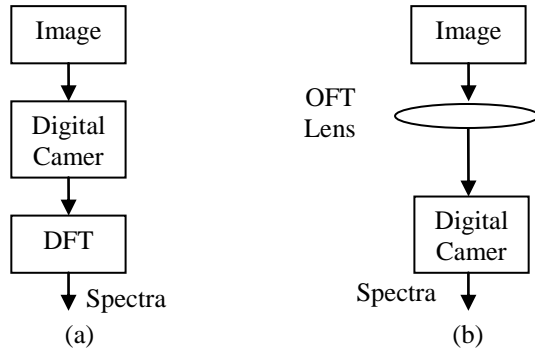 Image
Digital
Camer
DFT
Spectra
(a)
Image
OFT
Lens
Digital
Camer
Spectra
(b)